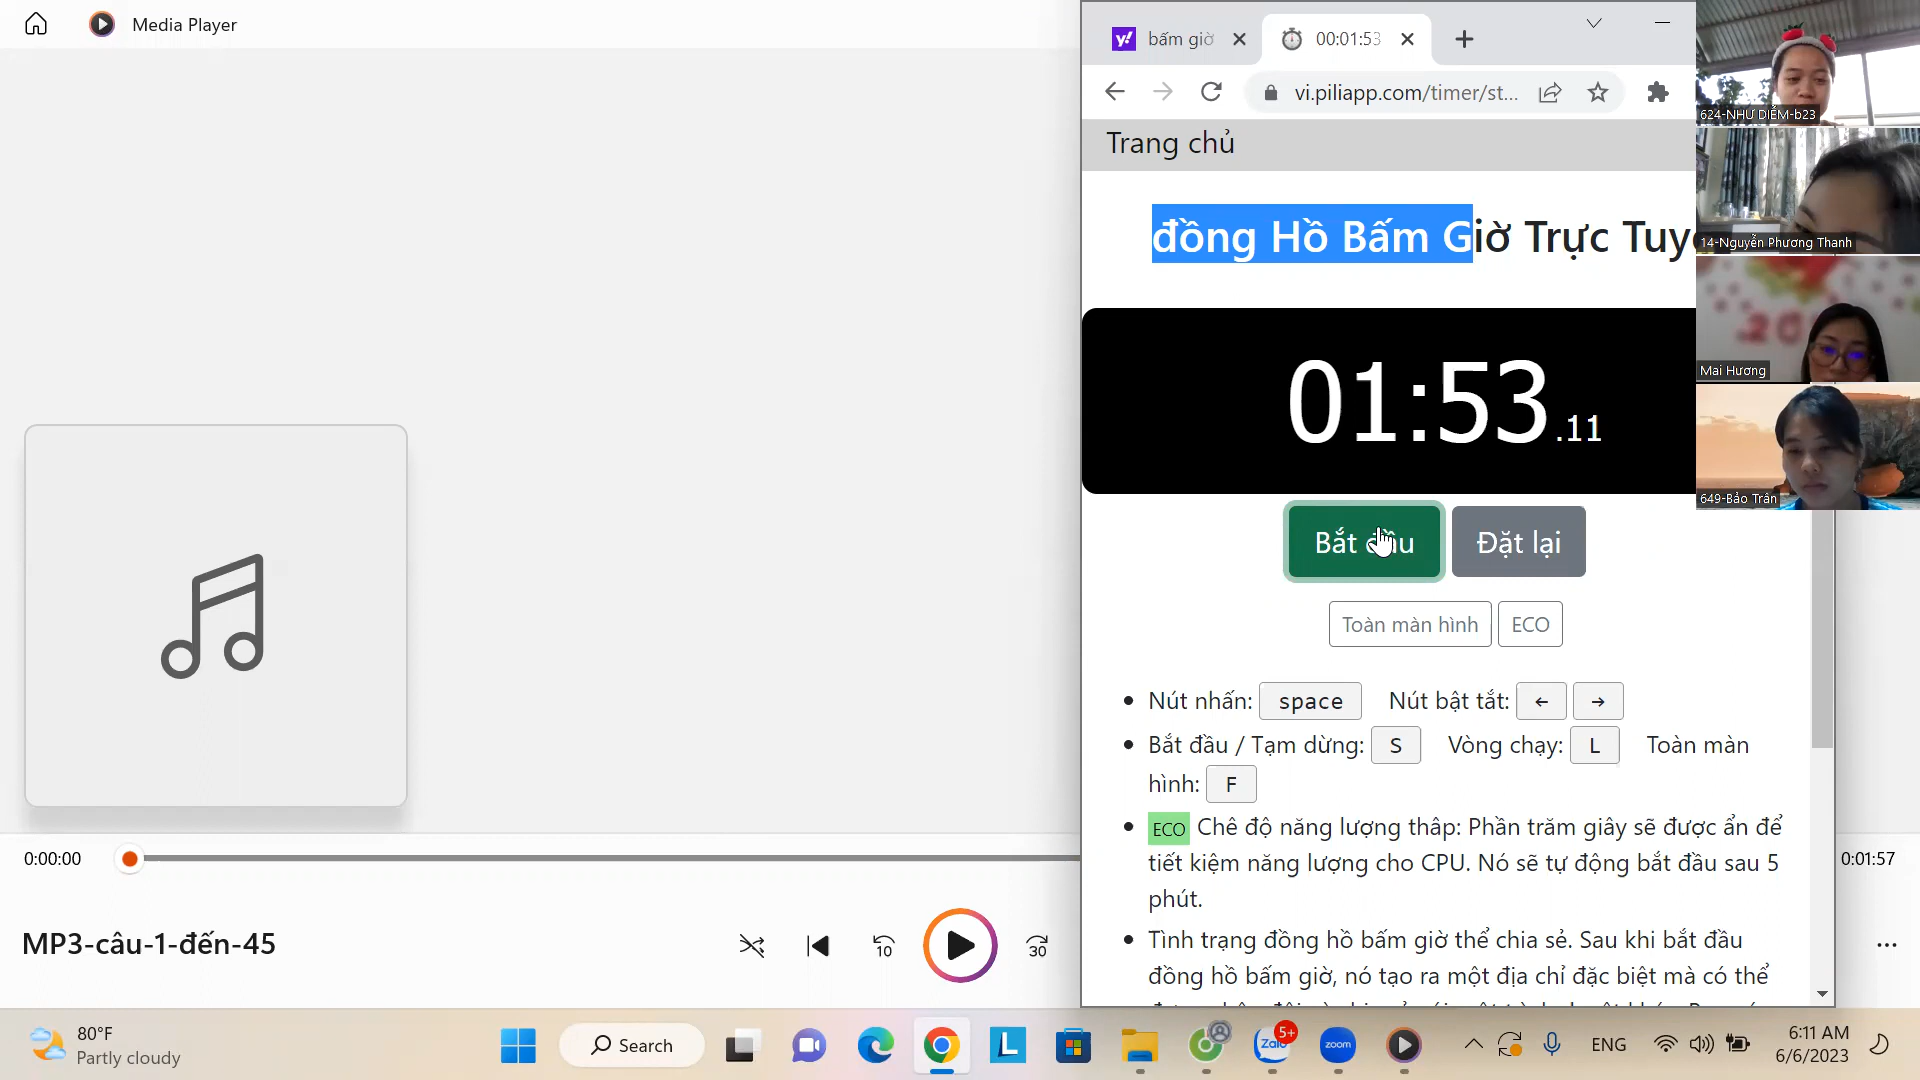 Media Player
bấm giờ
00:01:53
vi.piliapp.com/timer/st...
Trang chủ
đồng Hồ Bấm Giờ Trực Tuy
01:53.11
Bắt đầu
Đặt lại
Toàn màn hình
ECO
Nút nhấn: space Nút bật tắt: ← →
Bắt đầu / Tạm dừng: S Vòng chạy: L Toàn màn
hình: F
ECO Chê độ năng lượng thâp: Phần trăm giây sẽ được ẩn để
tiết kiệm năng lượng cho CPU. Nó sẽ tự động bắt đầu sau 5
phút.
Tình trạng đồng hồ bấm giờ thể chia sẻ. Sau khi bắt đầu
đồng hồ bấm giờ, nó tạo ra một địa chỉ đặc biệt mà có thể
624-NHƯ DIỄM-b23
14-Nguyễn Phương Thanh
Mai Hương
649-Bảo Trân
0:00:00
0:01:57
MP3-câu-1-đến-45
10
30
80°F
Partly cloudy
Search
L
Zalo
5+
zoom
ENG
6:11 AM
6/6/2023